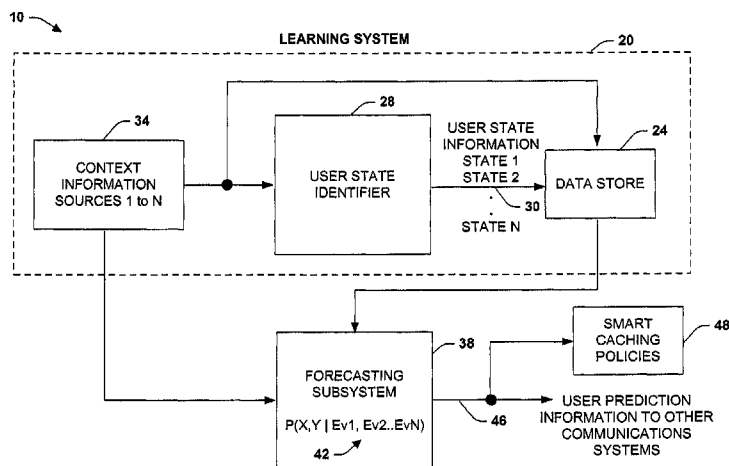 10
LEARNING SYSTEM
20
34
CONTEXT
INFORMATION
SOURCES 1 to N
28
USER STATE
IDENTIFIER
USER STATE
INFORMATION
STATE 1
STATE 2
30
.
.
STATE N
24
DATA STORE
38
FORECASTING
SUBSYSTEM
P(X,Y | Ev1, Ev2..EvN)
42
46
SMART
CACHING
POLICIES
48
USER PREDICTION
INFORMATION TO OTHER
COMMUNICATIONS
SYSTEMS